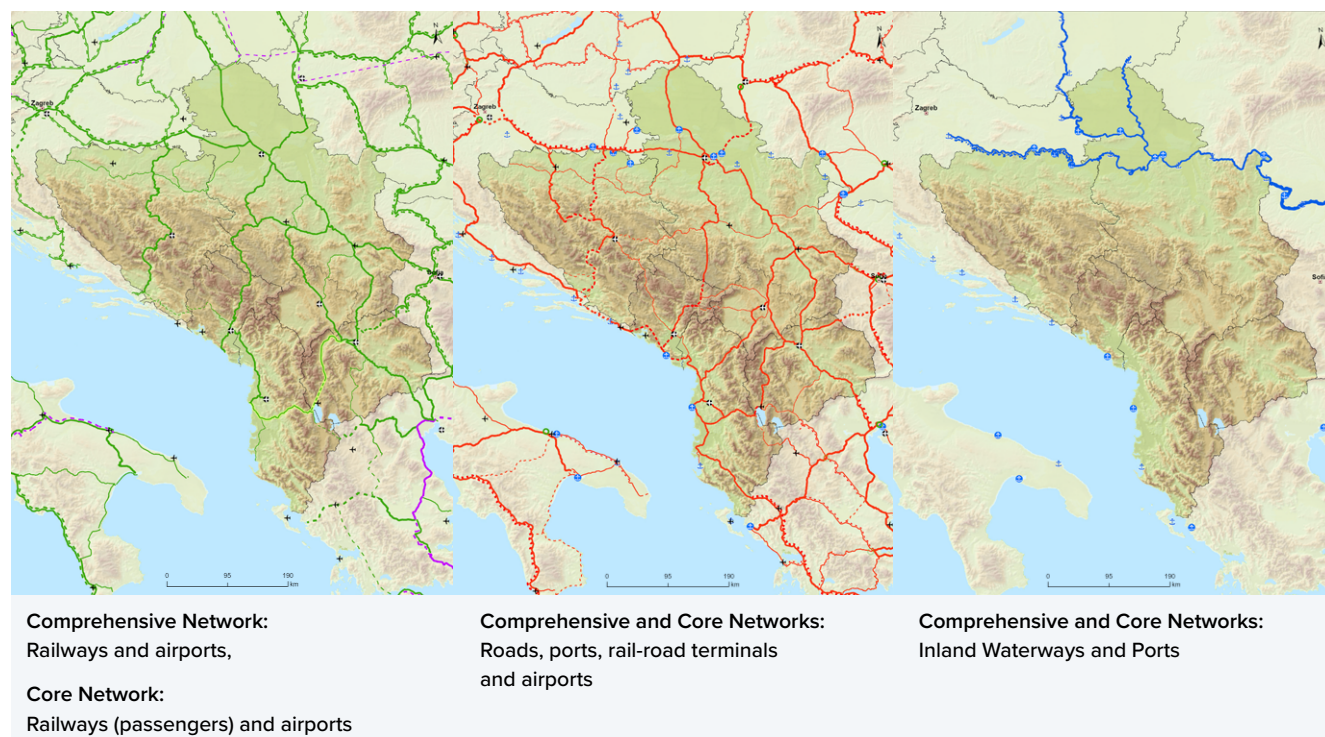 N
Zagreb
Sofia
0 95 190
km
N
Zagreb
Sofia
0 95 190
km
N
Zagreb
Sofia
0 95 190
km
Comprehensive Network:
Railways and airports,
Core Network:
Railways (passengers) and airports
Comprehensive and Core Networks:
Roads, ports, rail-road terminals
and airports
Comprehensive and Core Networks:
Inland Waterways and Ports